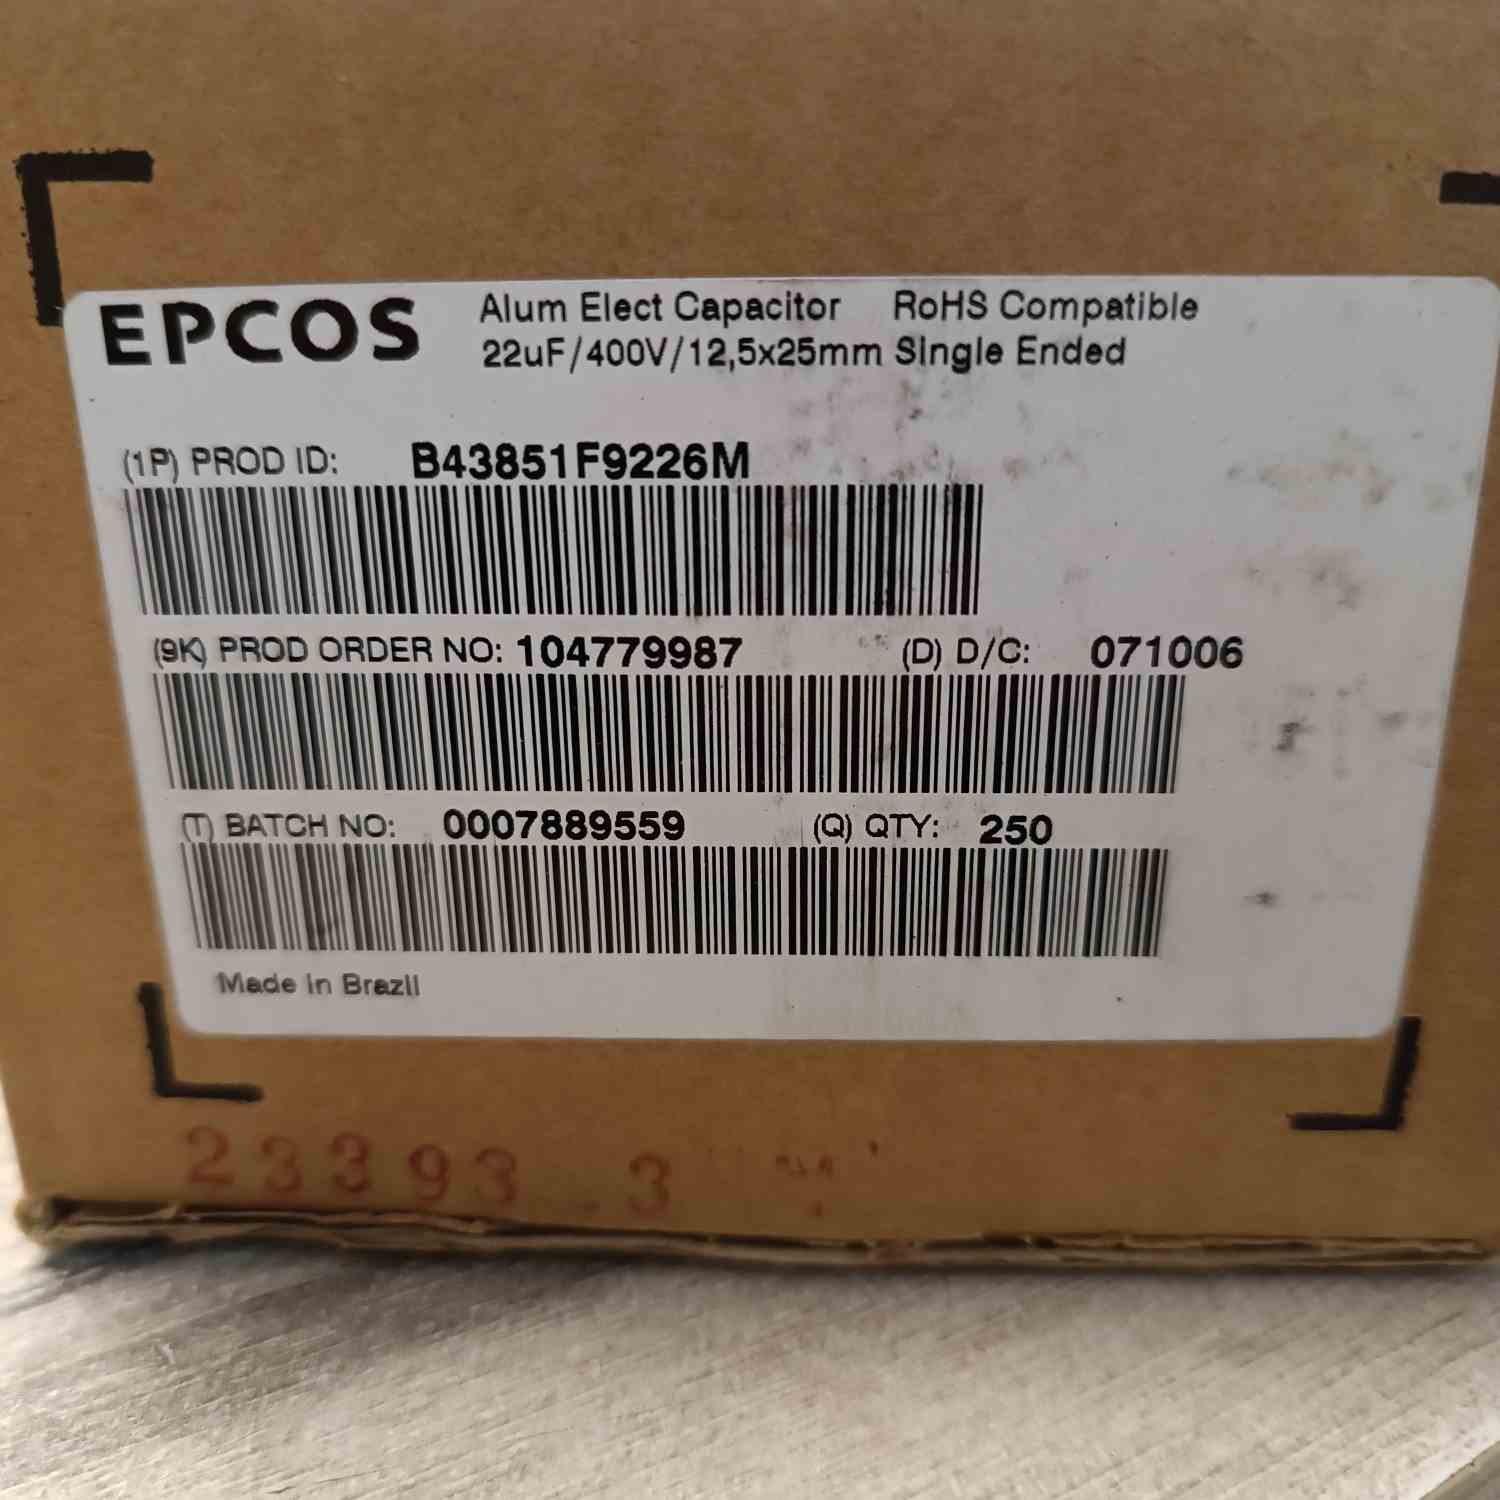 EPCOS Alum Elect Capacitor RoHS Compatible
22uF/400V/12,5x25mm Single Ended
(1P) PROD ID: B43851F9226M
(9K) PROD ORDER NO: 104779987 (D) D/C: 071006
(T) BATCH NO: 0007889559 (Q) QTY: 250
Made in Brazil
23393 3